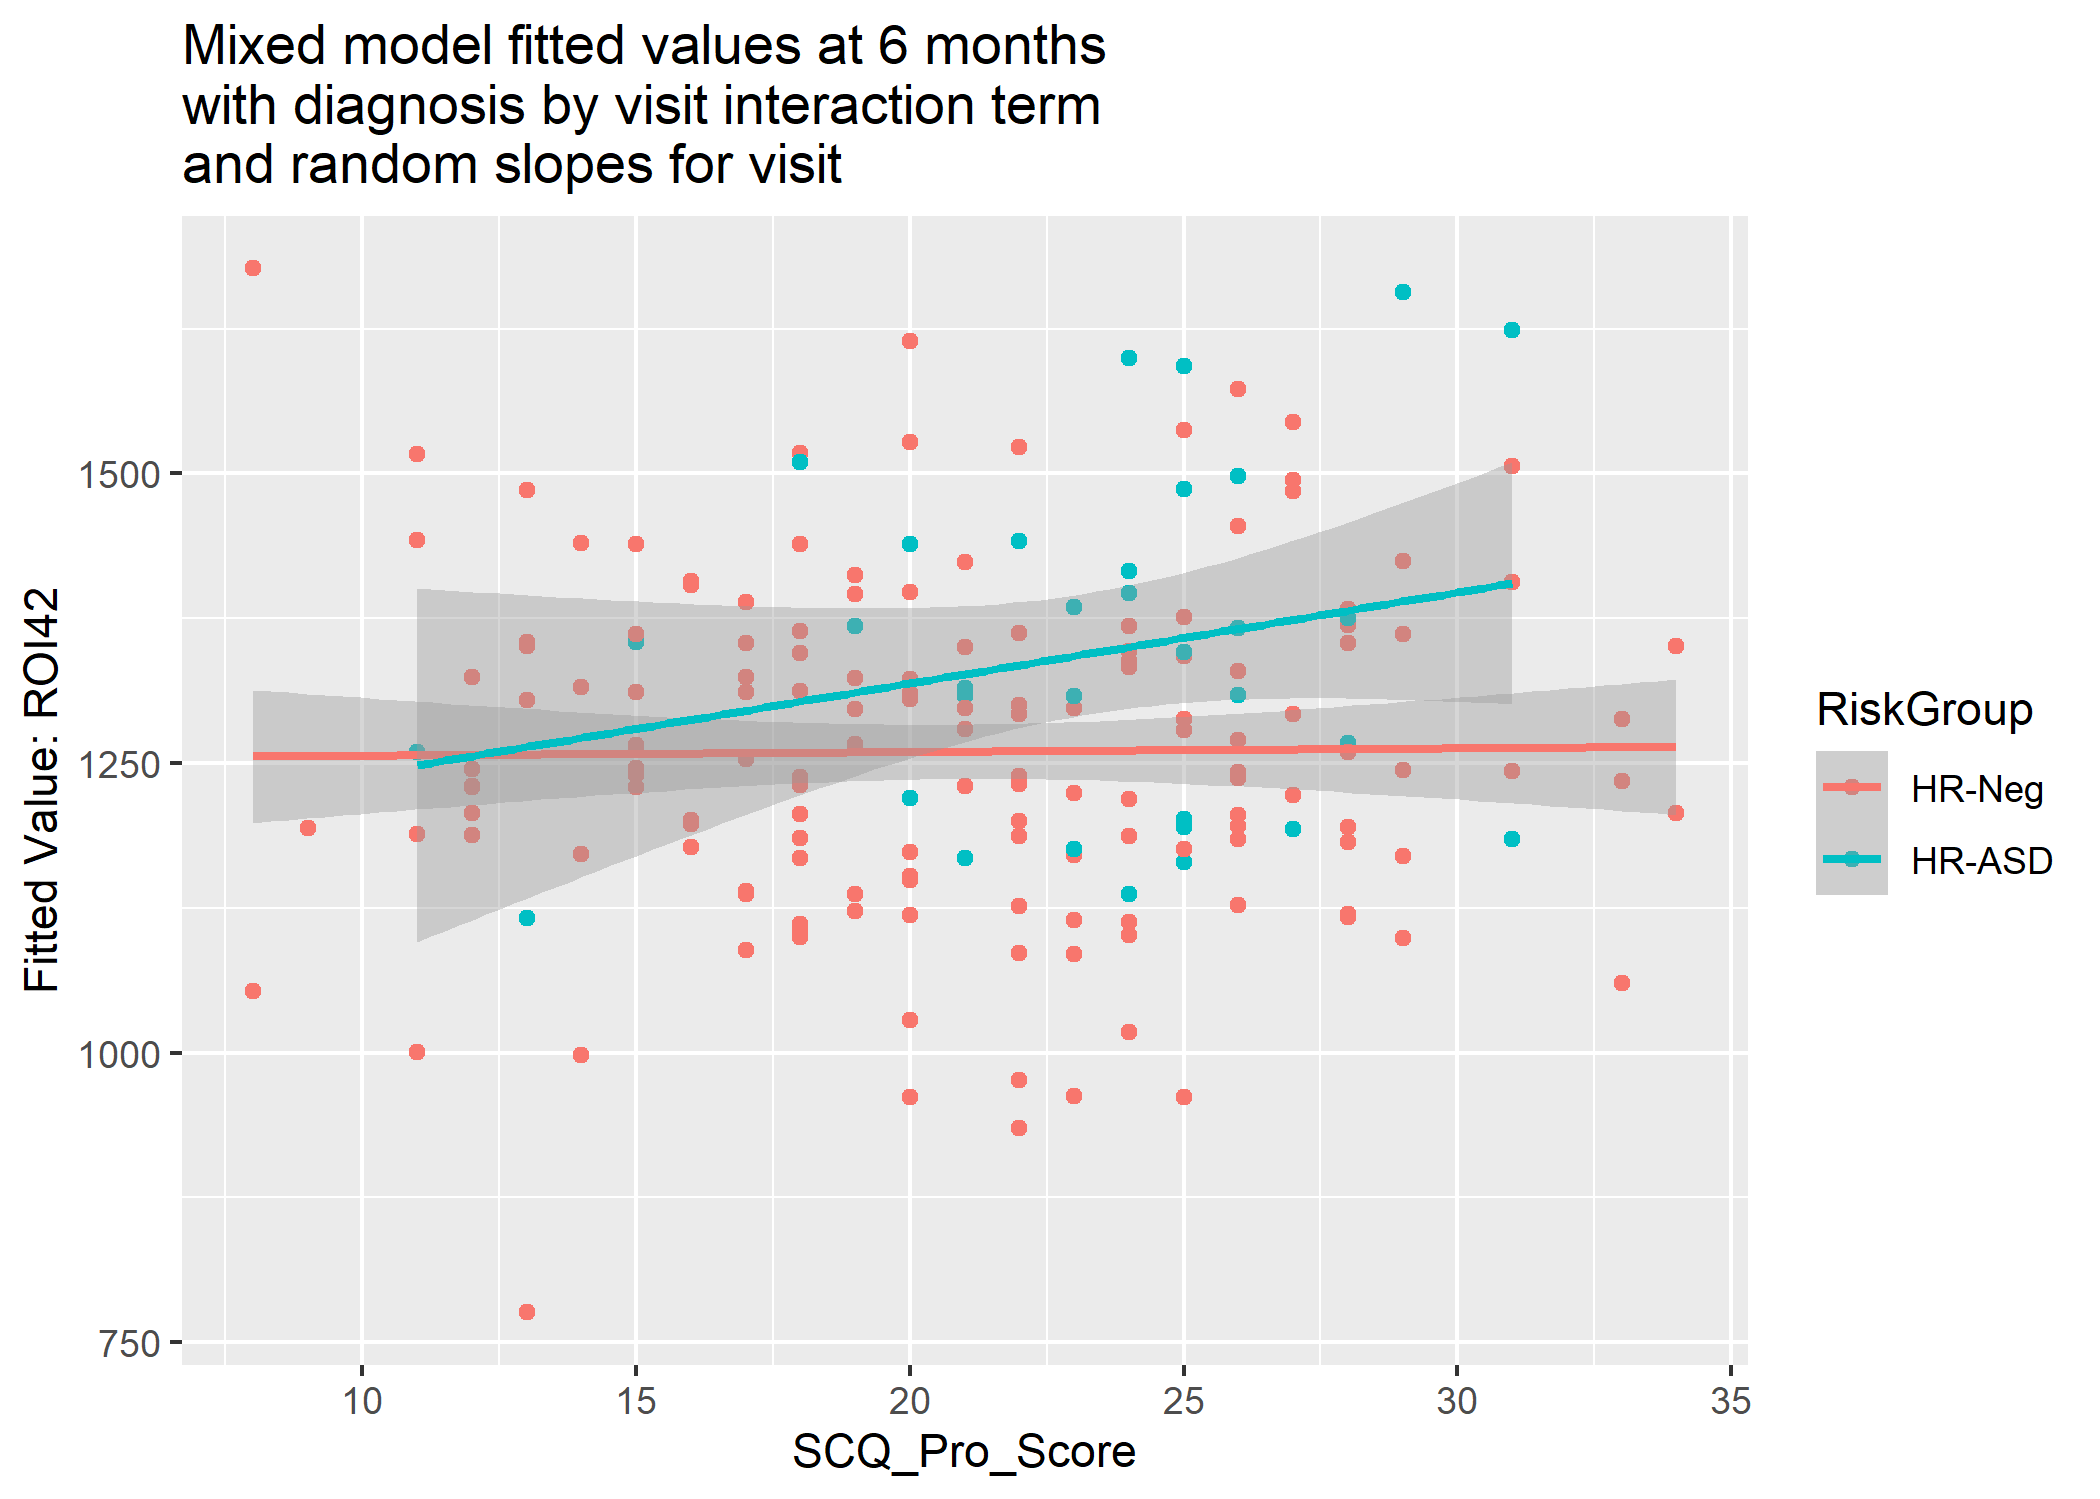 Mixed model fitted values at 6 months
with diagnosis by visit interaction term
and random slopes for visit
Fitted Value: ROI42
1500
1250
1000
750
10
15
20
25
30
35
SCQ_Pro_Score
RiskGroup
HR-Neg
HR-ASD